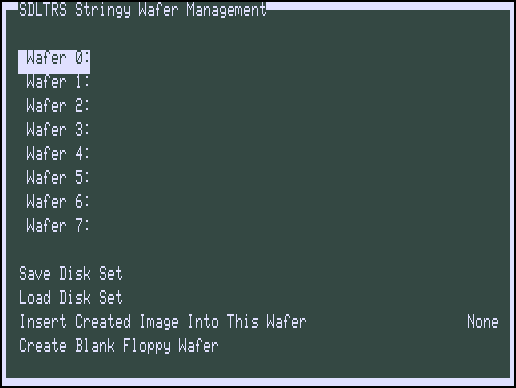 SDLTRS Stringy Wafer Management
Wafer 0:
Wafer 1:
Wafer 2:
Wafer 3:
Wafer 4:
Wafer 5:
Wafer 6:
Wafer 7:
Save Disk Set
Load Disk Set
Insert Created Image Into This Wafer None
Create Blank Floppy Wafer